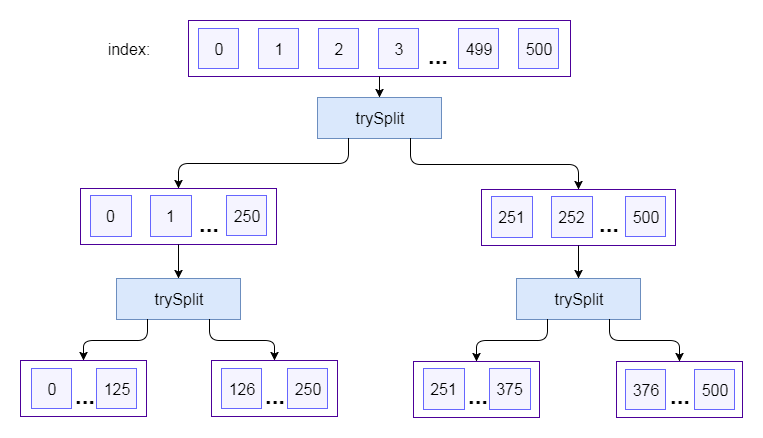 index: 0 1 2 3 ... 499 500
trySplit
0 1 ... 250 251 252 ... 500
trySplit trySplit
0 ... 125 126 ... 250 251 ... 375 376 ... 500